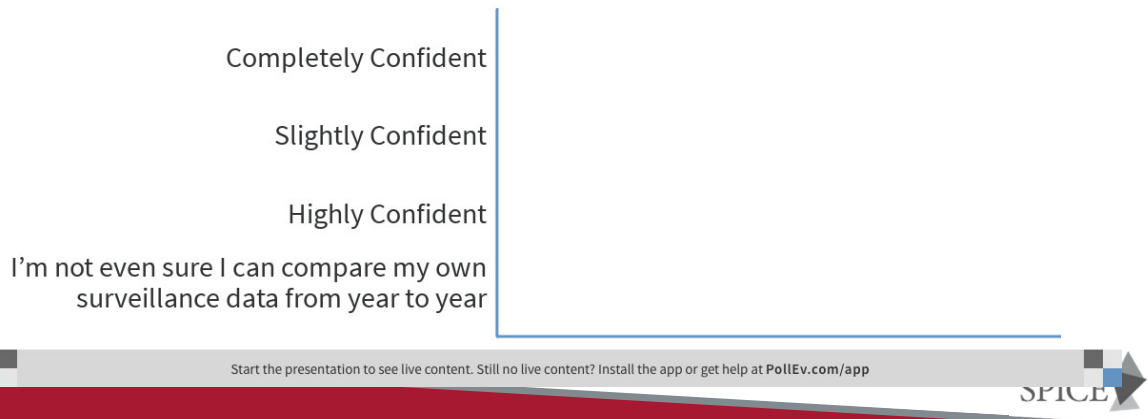 Completely Confident
Slightly Confident
Highly Confident
I’m not even sure I can compare my own
surveillance data from year to year
Start the presentation to see live content. Still no live content? Install the app or get help at PollEv.com/app
SPICE